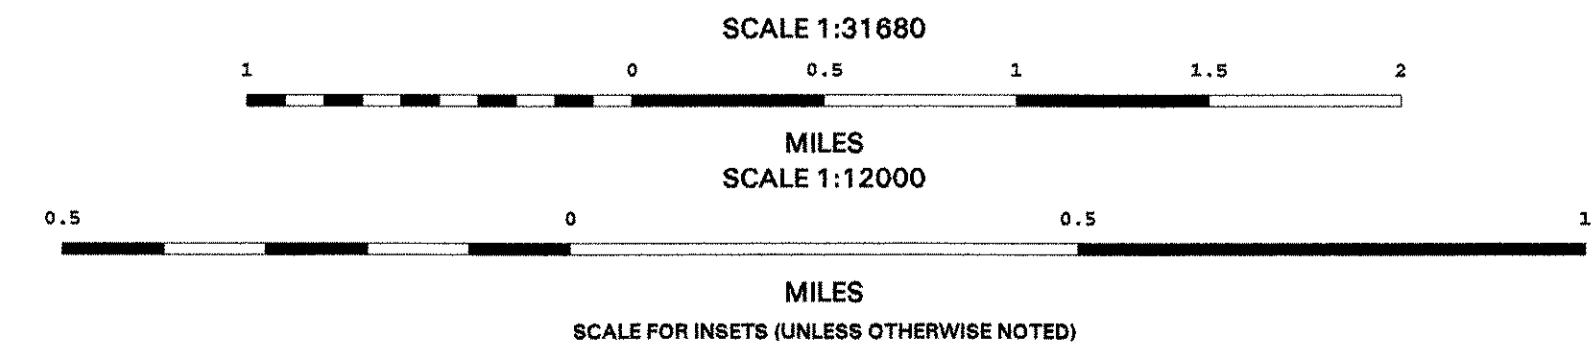 SCALE 1:31680
1 0 0.5 1 1.5 2
MILES
SCALE 1:12000
0.5 0 0.5 1
MILES
SCALE FOR INSETS (UNLESS OTHERWISE NOTED)